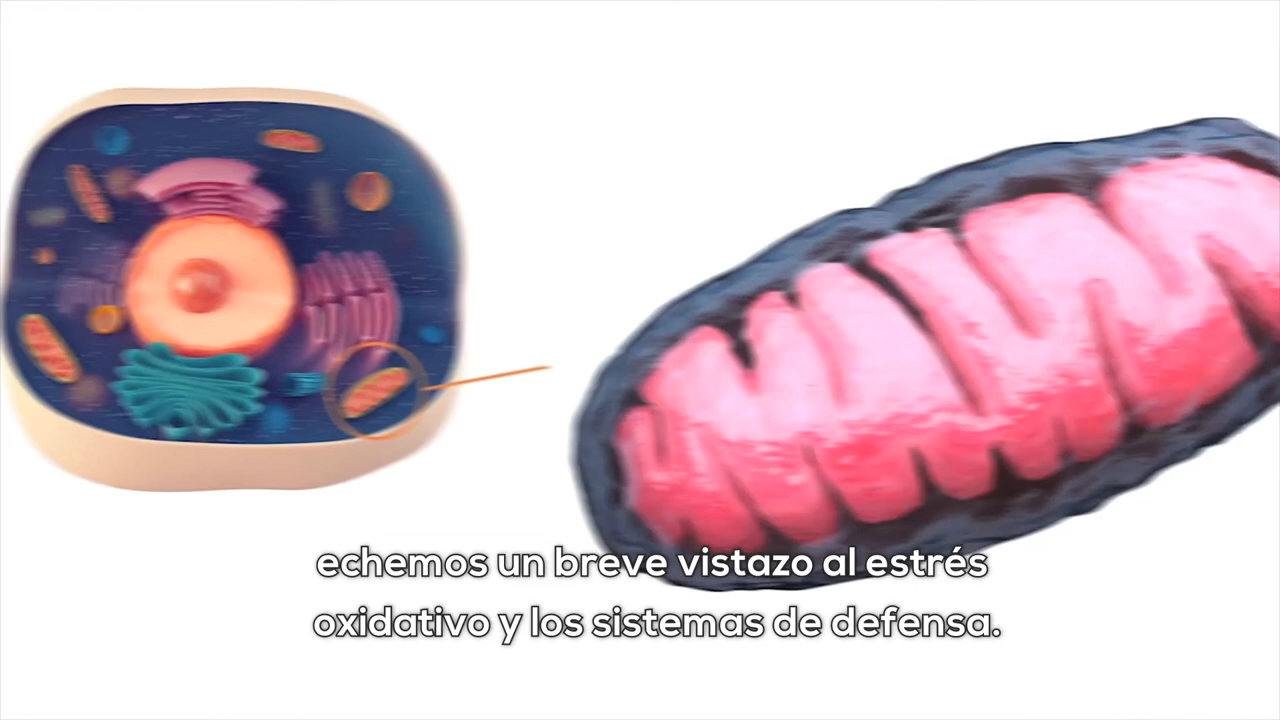 echemos un breve vistazo al estrés
oxidativo y los sistemas de defensa.